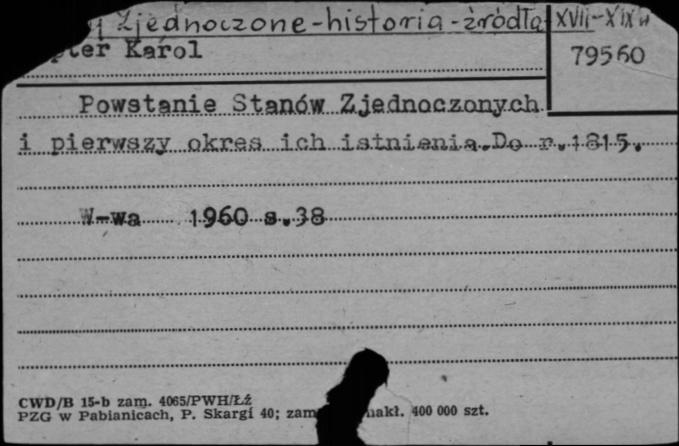 Zjednoczone-historia-źródła XVII-XIX w
Karol
79560
Powstanie Stanów Zjednoczonych
i pierwszy okres ich istnienia.Do r.1815.
W-wa 1960 s.38
CWD/B 15-b zam. 4065/PWH/Łź
PZG w Pabianicach, P. Skargi 40; zam nakł. 400 000 szt.